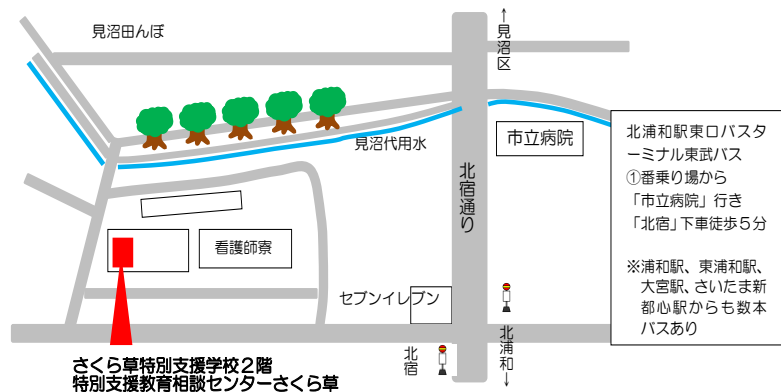 見沼田んぼ
←見沼区
見沼代用水
市立病院
北宿通り
看護師寮
セブンイレブン
北宿
北浦和→
さくら草特別支援学校２階
特別支援教育相談センターさくら草
北浦和駅東口バスタ
ーミナル東武バス
①番乗り場から
「市立病院」行き
「北宿」下車徒歩５分
※浦和駅、東浦和駅、
大宮駅、さいたま新
都心駅からも数本
バスあり